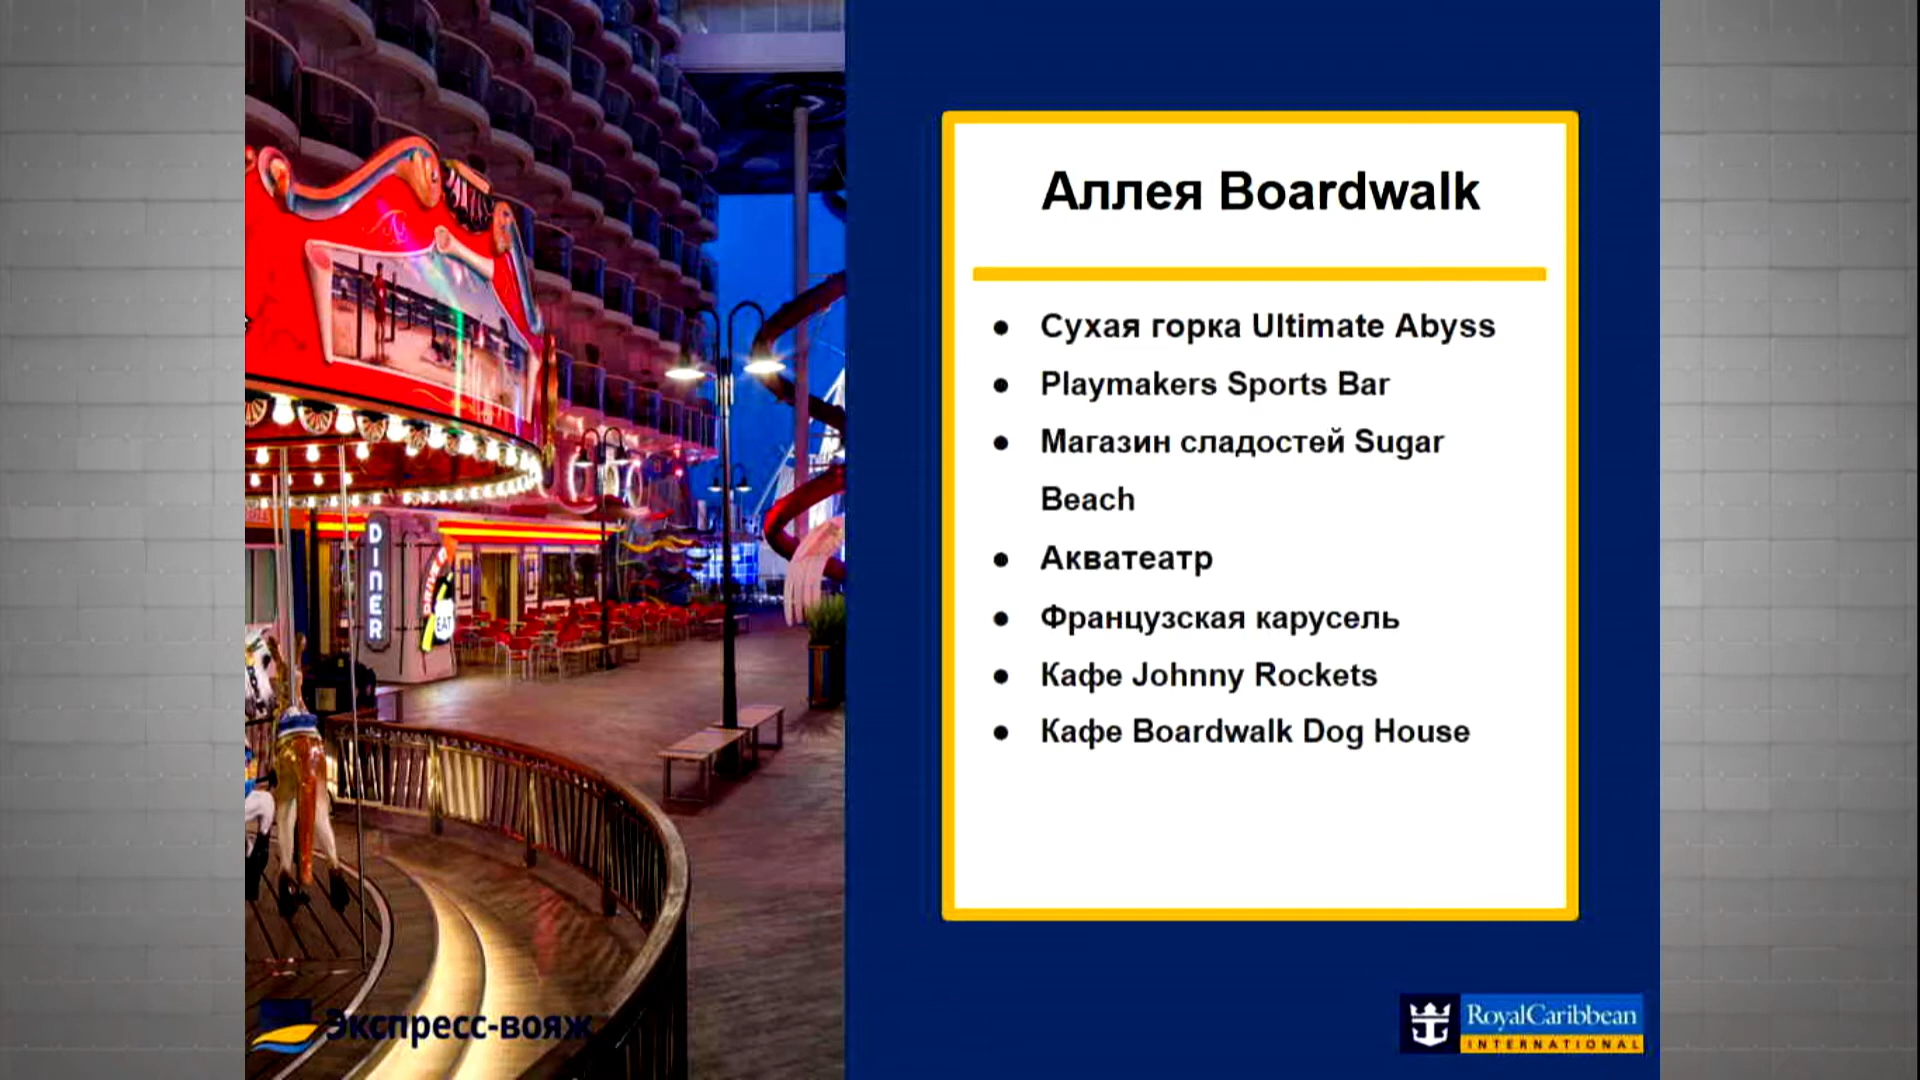 Аллея Boardwalk
Сухая горка Ultimate Abyss
Playmakers Sports Bar
Магазин сладостей Sugar
Beach
Акватеатр
Французская карусель
Кафе Johnny Rockets
Кафе Boardwalk Dog House
DINER
DRIVE
EAT
Экспресс-вояж
RoyalCaribbean
INTERNATIONAL